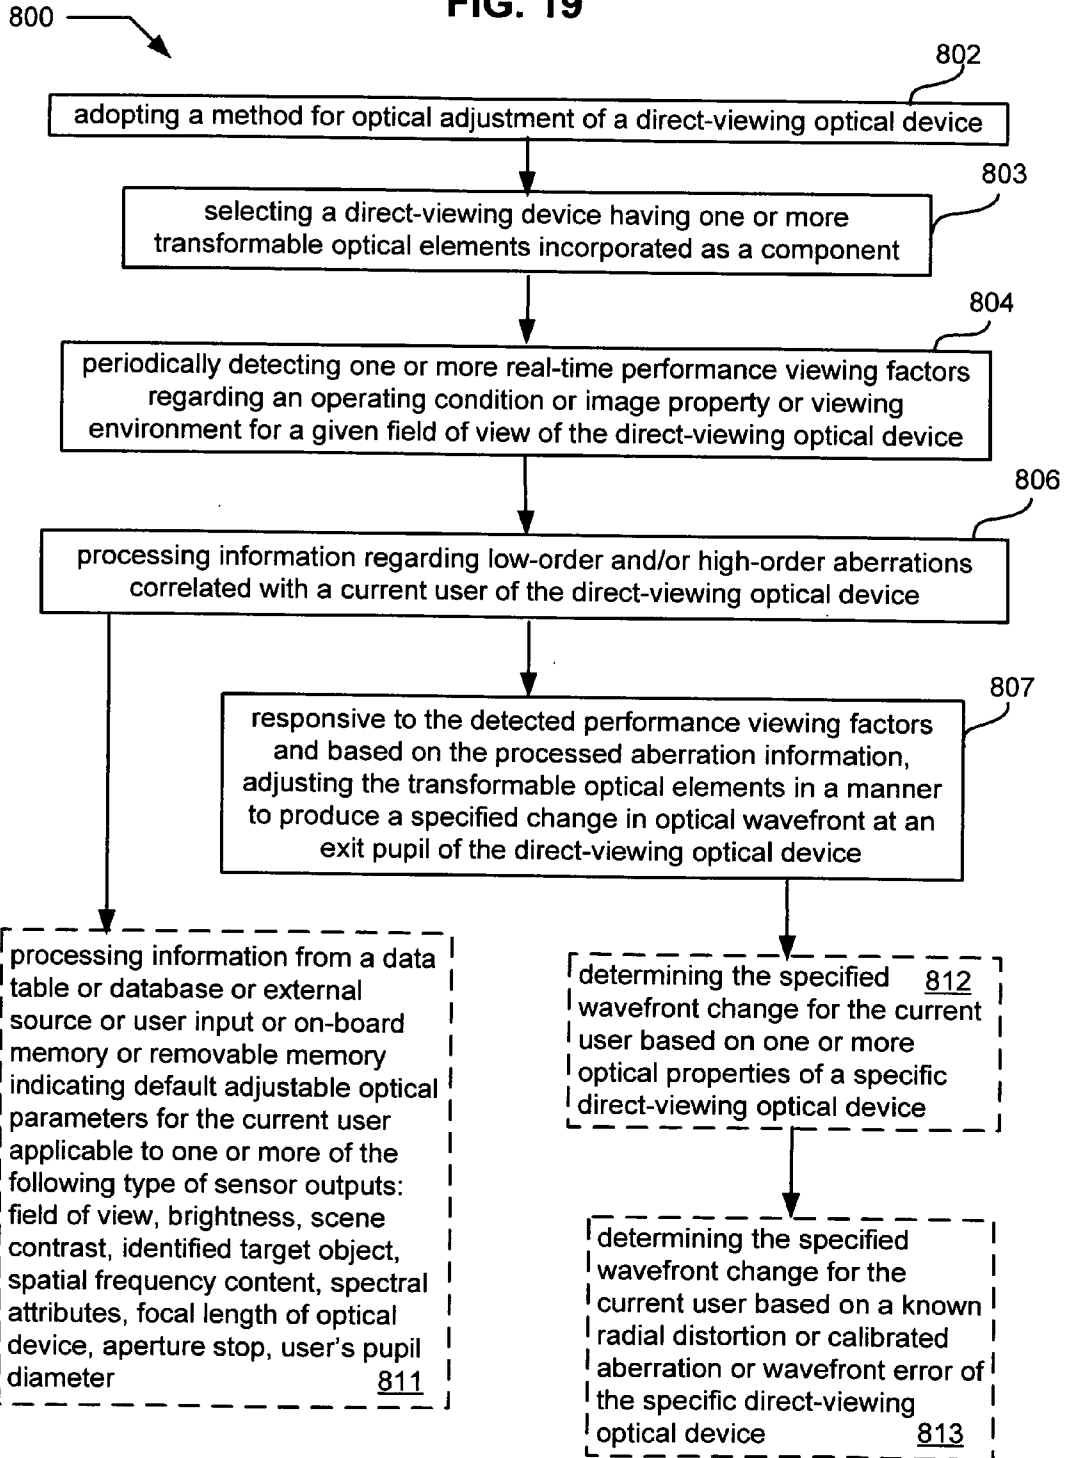 FIG. 19
800
802
adopting a method for optical adjustment of a direct-viewing optical device
803
selecting a direct-viewing device having one or more
transformable optical elements incorporated as a component
804
periodically detecting one or more real-time performance viewing factors
regarding an operating condition or image property or viewing
environment for a given field of view of the direct-viewing optical device
806
processing information regarding low-order and/or high-order aberrations
correlated with a current user of the direct-viewing optical device
807
responsive to the detected performance viewing factors
and based on the processed aberration information,
adjusting the transformable optical elements in a manner
to produce a specified change in optical wavefront at an
exit pupil of the direct-viewing optical device
processing information from a data
table or database or external
source or user input or on-board
memory or removable memory
indicating default adjustable optical
parameters for the current user
applicable to one or more of the
following type of sensor outputs:
field of view, brightness, scene
contrast, identified target object,
spatial frequency content, spectral
attributes, focal length of optical
device, aperture stop, user's pupil
diameter 811
determining the specified 812
wavefront change for the current
user based on one or more
optical properties of a specific
direct-viewing optical device
determining the specified
wavefront change for the
current user based on a known
radial distortion or calibrated
aberration or wavefront error of
the specific direct-viewing
optical device 813